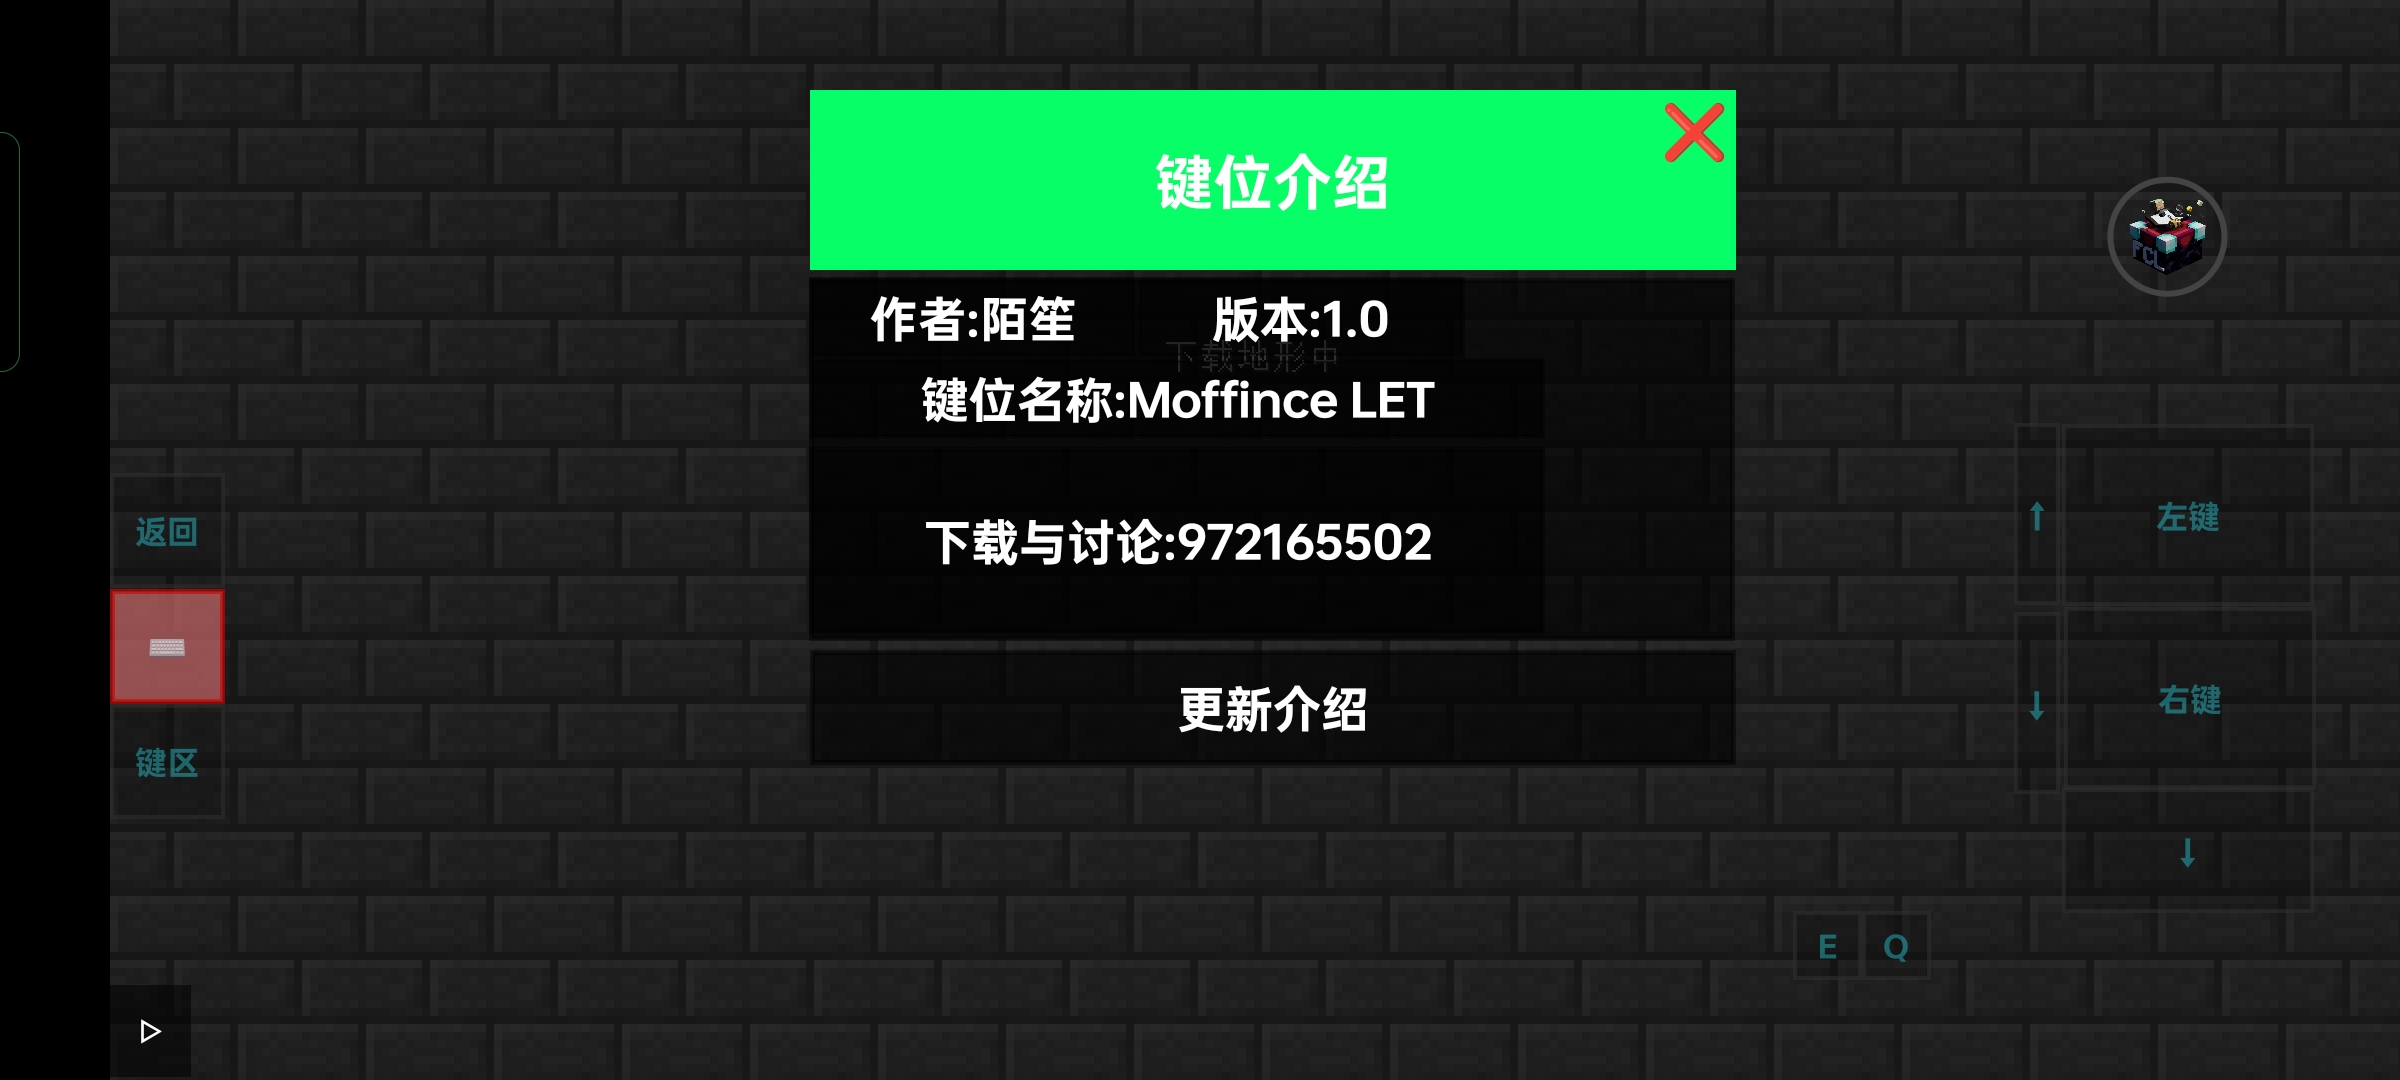 键位介绍
作者:陌笙 版本:1.0
下载地形中
键位名称:Moffince LET
下载与讨论:972165502
更新介绍
返回
键区
FCL
↑
左键
↓
右键
↓
E Q